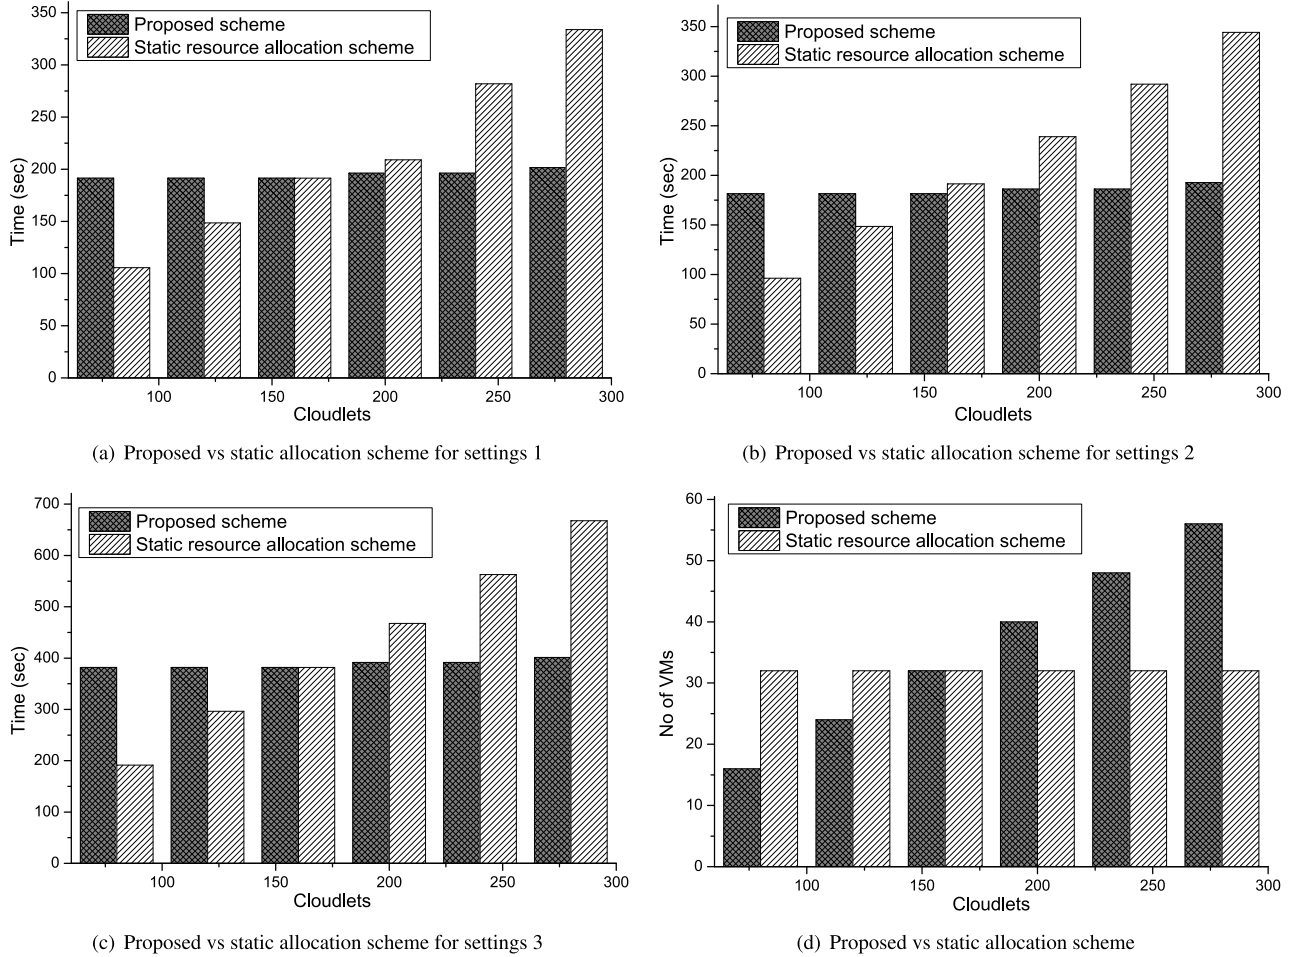 350
300
250
200
150
100
50
0
Time (sec)
Proposed scheme
Static resource allocation scheme
100 150 200 250 300
Cloudlets
(a) Proposed vs static allocation scheme for settings 1
350
300
250
200
150
100
50
0
Time (sec)
Proposed scheme
Static resource allocation scheme
100 150 200 250 300
Cloudlets
(b) Proposed vs static allocation scheme for settings 2
700
600
500
400
300
200
100
0
Time (sec)
Proposed scheme
Static resource allocation scheme
100 150 200 250 300
Cloudlets
(c) Proposed vs static allocation scheme for settings 3
60
50
40
30
20
10
0
No of VMs
Proposed scheme
Static resource allocation scheme
100 150 200 250 300
Cloudlets
(d) Proposed vs static allocation scheme